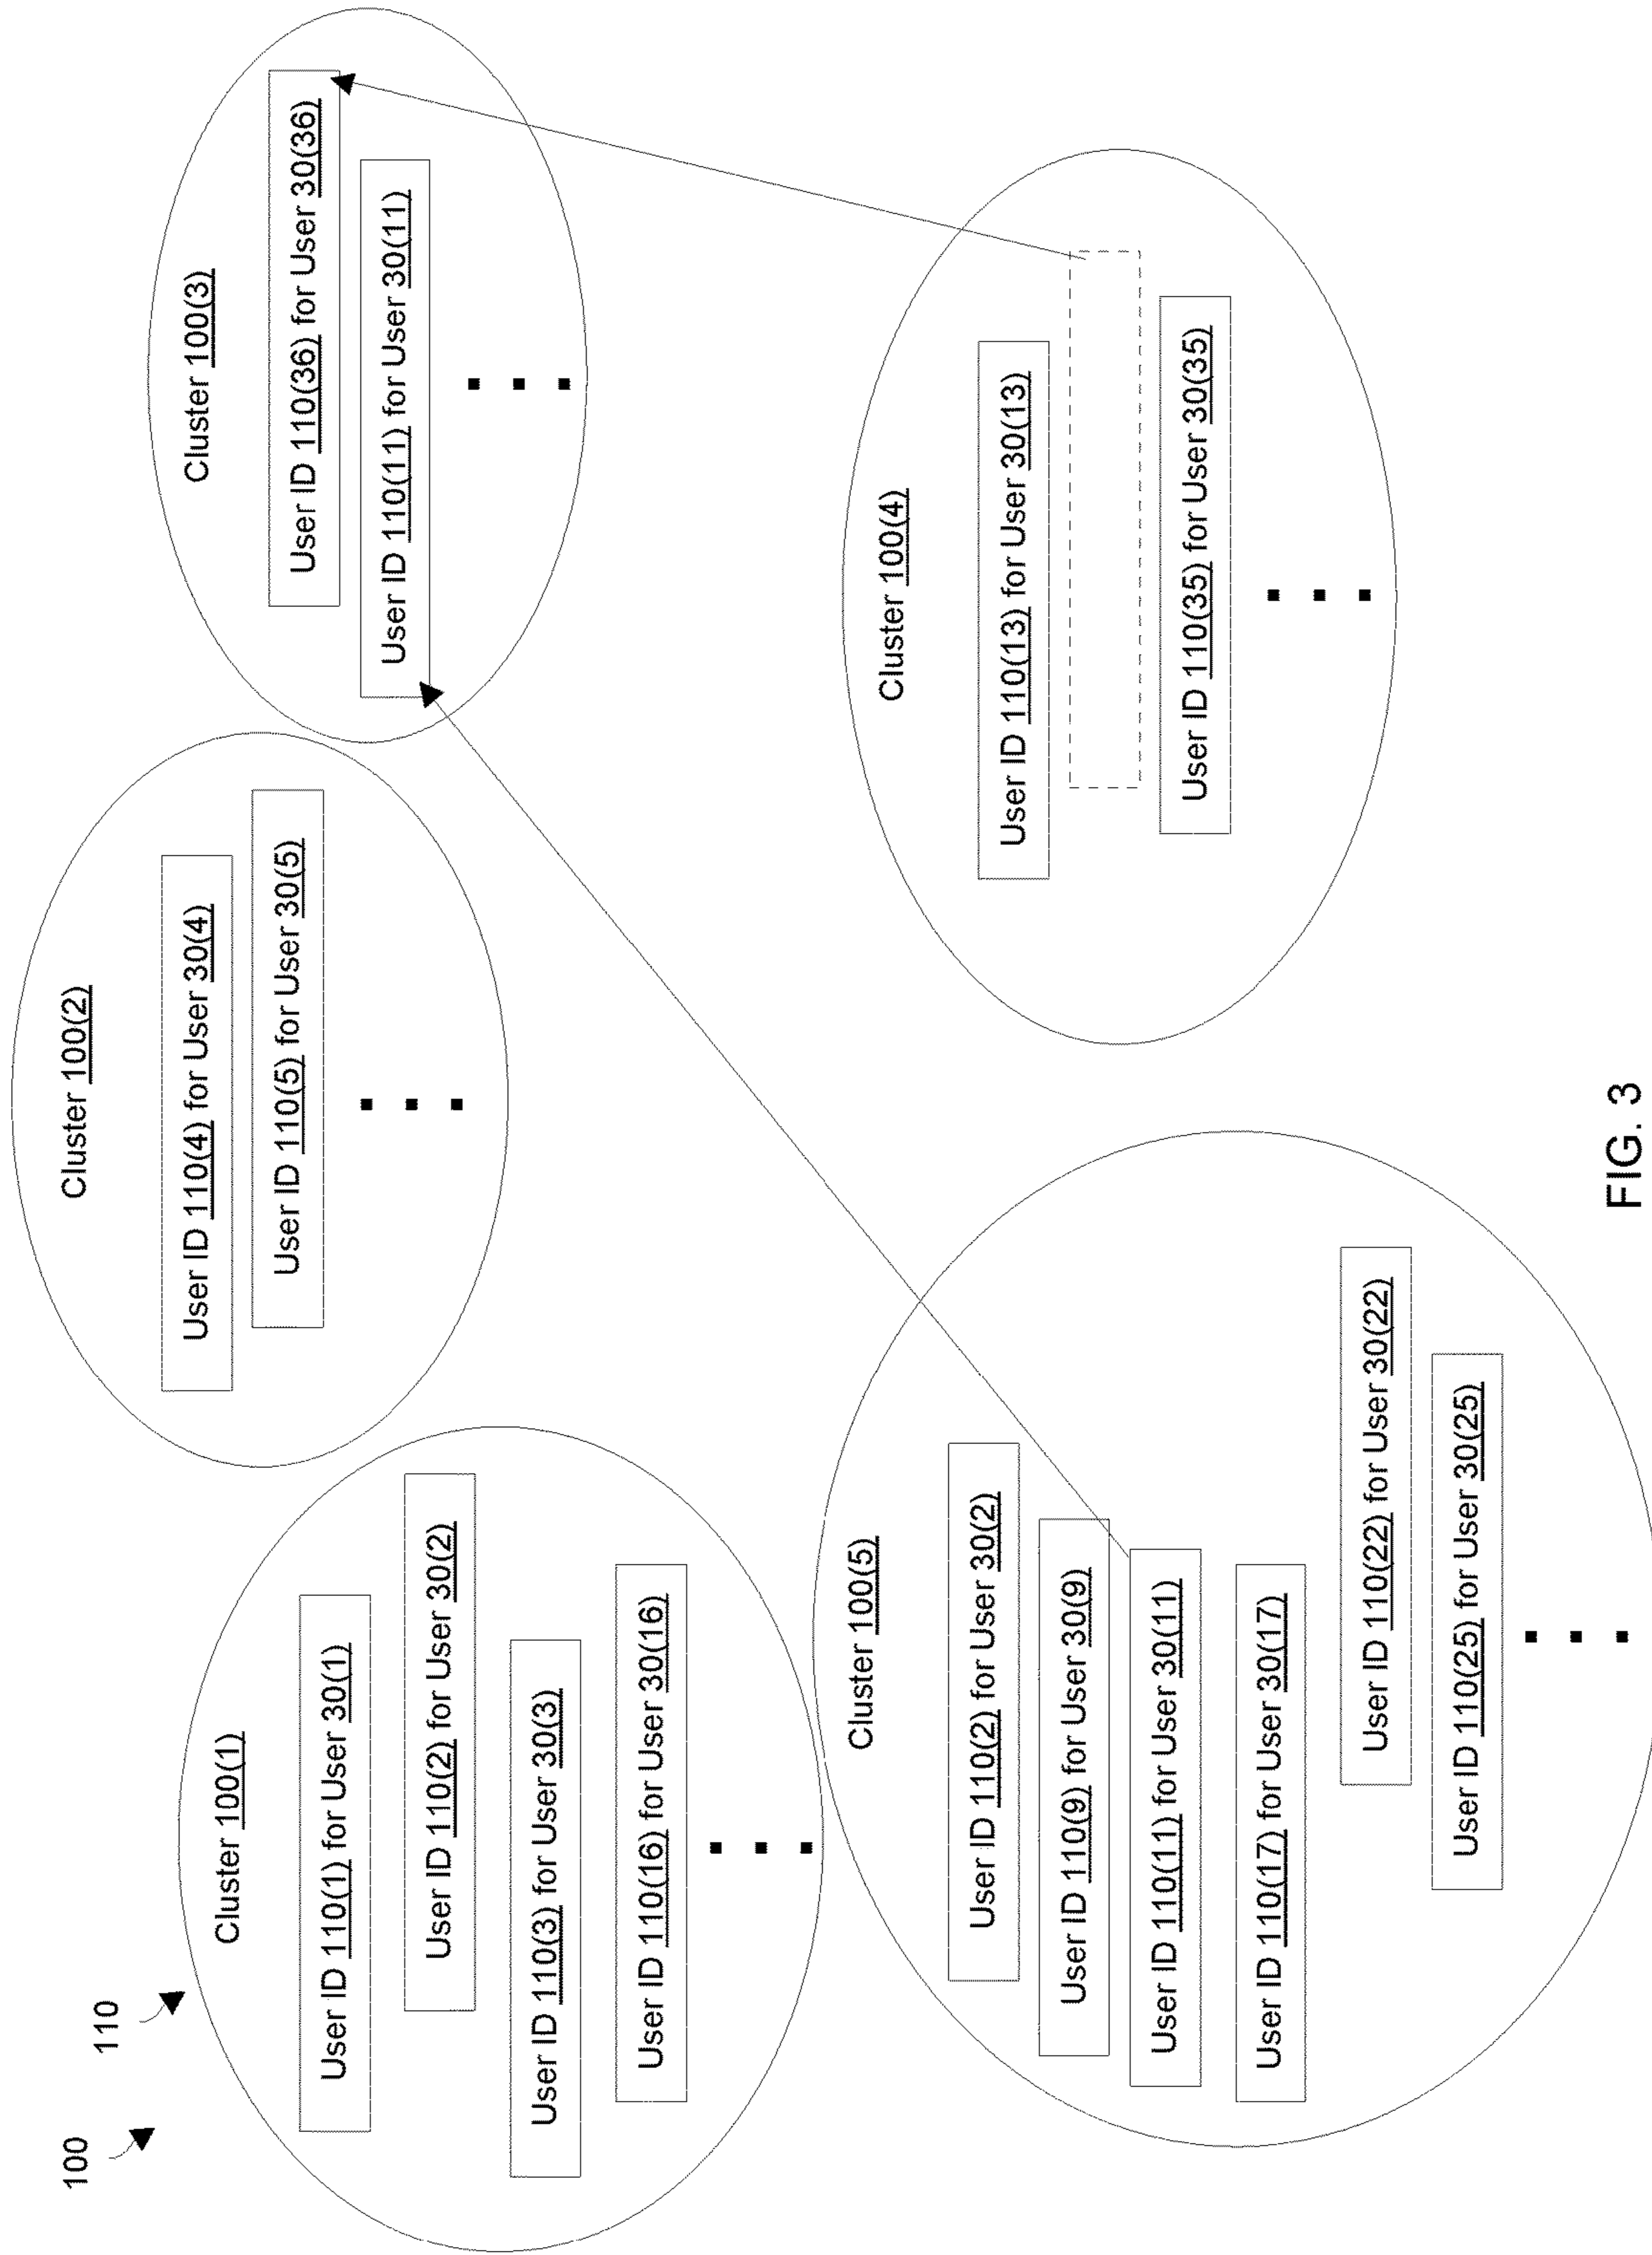 100
110
Cluster 100(1)
User ID 110(1) for User 30(1)
User ID 110(2) for User 30(2)
User ID 110(3) for User 30(3)
User ID 110(16) for User 30(16)
Cluster 100(2)
User ID 110(4) for User 30(4)
User ID 110(5) for User 30(5)
Cluster 100(3)
User ID 110(36) for User 30(36)
User ID 110(11) for User 30(11)
Cluster 100(5)
User ID 110(2) for User 30(2)
User ID 110(9) for User 30(9)
User ID 110(11) for User 30(11)
User ID 110(17) for User 30(17)
User ID 110(22) for User 30(22)
User ID 110(25) for User 30(25)
Cluster 100(4)
User ID 110(13) for User 30(13)
User ID 110(35) for User 30(35)
FIG. 3